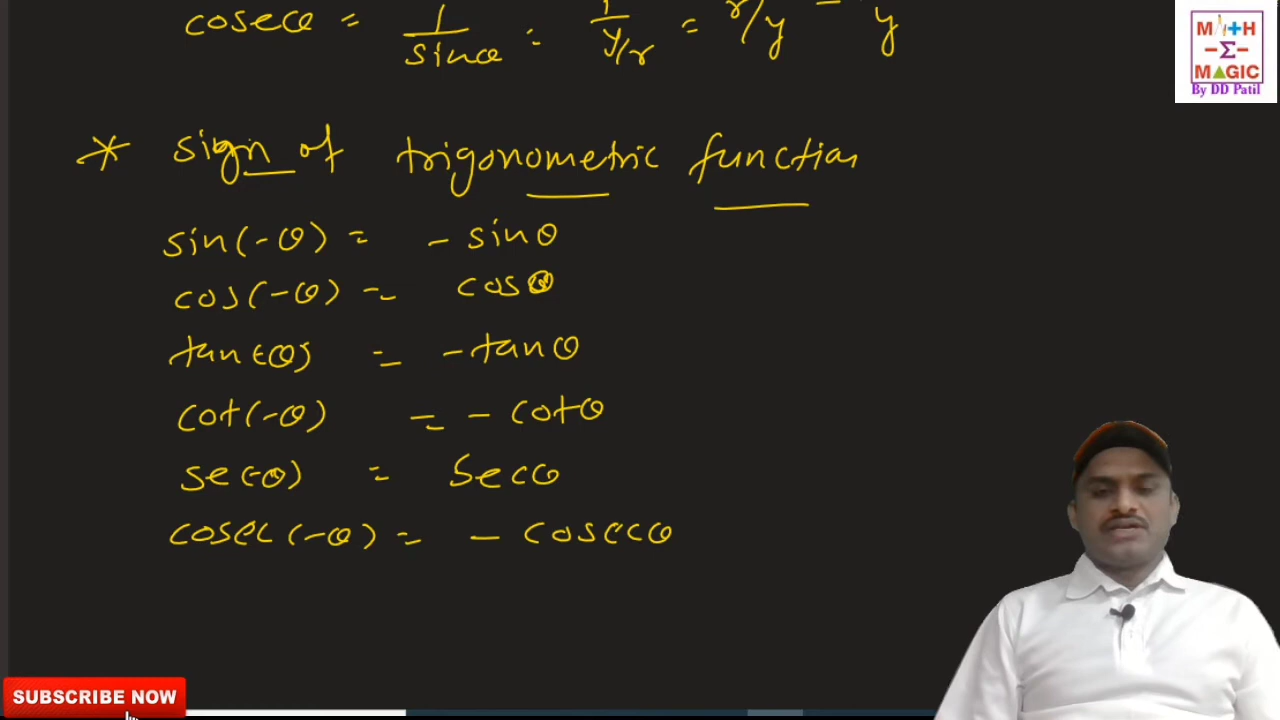 cosecθ = 1/sinθ = 1/y/r = r/y = y
M/+H
-Σ-
MAGIC
By DD Patil
* sign of trigonometric function
sin(-θ) = - sinθ
cos(-θ) = cosθ
tan(-θ) = - tanθ
cot(-θ) = - cotθ
sec(-θ) = secθ
cosec(-θ) = - cosecθ
SUBSCRIBE NOW